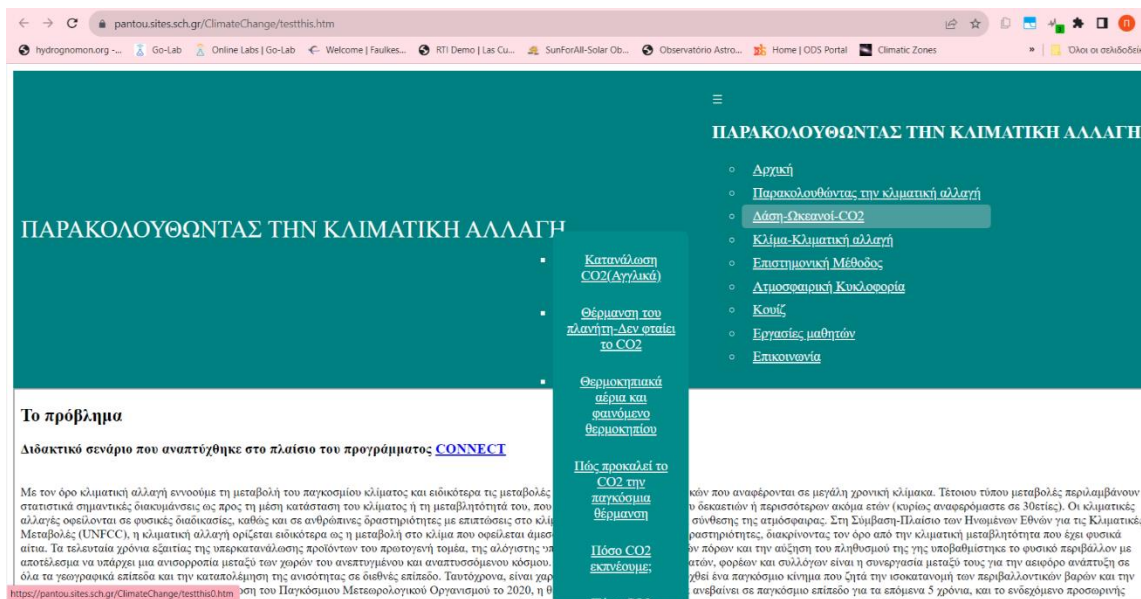 pantou.sites.sch.gr/ClimateChange/testthis.htm
hydrognomon.org -... Go-Lab Online Labs | Go-Lab Welcome | Faulkes... RTI Demo | Las Cu... SunForAll-Solar Ob... Observatório Astro... Home | ODS Portal Climatic Zones » Όλοι οι σελιδοδεί
☰
ΠΑΡΑΚΟΛΟΥΘΩΝΤΑΣ ΤΗΝ ΚΛΙΜΑΤΙΚΗ ΑΛΛΑΓΗ
Αρχική
Παρακολουθώντας την κλιματική αλλαγή
Δάση-Ωκεανοί-CO2
Κλίμα-Κλιματική αλλαγή
Επιστημονική Μέθοδος
Ατμοσφαιρική Κυκλοφορία
Κουίζ
Εργασίες μαθητών
Επικοινωνία
ΠΑΡΑΚΟΛΟΥΘΩΝΤΑΣ ΤΗΝ ΚΛΙΜΑΤΙΚΗ ΑΛΛΑΓΗ
Κατανάλωση
CO2(Αγγλικά)
Θέρμανση του
πλανήτη-Δεν φταίει
το CO2
Θερμοκηπιακά
αέρια και
φαινόμενο
θερμοκηπίου
Πώς προκαλεί το
CO2 την
παγκόσμια
θέρμανση
Πόσο CO2
εκπνέουμε;
Το πρόβλημα
Διδακτικό σενάριο που αναπτύχθηκε στο πλαίσιο του προγράμματος CONNECT
Με τον όρο κλιματική αλλαγή εννοούμε τη μεταβολή του παγκοσμίου κλίματος και ειδικότερα τις μεταβολές κών που αναφέρονται σε μεγάλη χρονική κλίμακα. Τέτοιου τύπου μεταβολές περιλαμβάνουν
στατιστικά σημαντικές διακυμάνσεις ως προς τη μέση κατάσταση του κλίματος ή τη μεταβλητότητά του, που υ δεκαετιών ή περισσότερων ακόμα ετών (κυρίως αναφερόμαστε σε 30ετίες). Οι κλιματικές
αλλαγές οφείλονται σε φυσικές διαδικασίες, καθώς και σε ανθρώπινες δραστηριότητες με επιπτώσεις στο κλίμ σύνθεσης της ατμόσφαιρας. Στη Σύμβαση-Πλαίσιο των Ηνωμένων Εθνών για τις Κλιματικές
Μεταβολές (UNFCC), η κλιματική αλλαγή ορίζεται ειδικότερα ως η μεταβολή στο κλίμα που οφείλεται άμεσ ραστηριότητες, διακρίνοντας τον όρο από την κλιματική μεταβλητότητα που έχει φυσικά
αίτια. Τα τελευταία χρόνια εξαιτίας της υπερκατανάλωσης προϊόντων του πρωτογενή τομέα, της αλόγιστης υπ ών πόρων και την αύξηση του πληθυσμού της γης υποβαθμίστηκε το φυσικό περιβάλλον με
αποτέλεσμα να υπάρχει μια ανισορροπία μεταξύ των χωρών του ανεπτυγμένου και αναπτυσσόμενου κόσμου. ατών, φορέων και συλλόγων είναι η συνεργασία μεταξύ τους για την αειφόρο ανάπτυξη σε
όλα τα γεωγραφικά επίπεδα και την καταπολέμηση της ανισότητας σε διεθνές επίπεδο. Ταυτόχρονα, είναι χαρ χθεί ένα παγκόσμιο κίνημα που ζητά την ισοκατανομή των περιβαλλοντικών βαρών και την
https://pantou.sites.sch.gr/ClimateChange/testthis0.htm ωση του Παγκόσμιου Μετεωρολογικού Οργανισμού το 2020, η θ ανεβαίνει σε παγκόσμιο επίπεδο για τα επόμενα 5 χρόνια, και το ενδεχόμενο προσωρινής